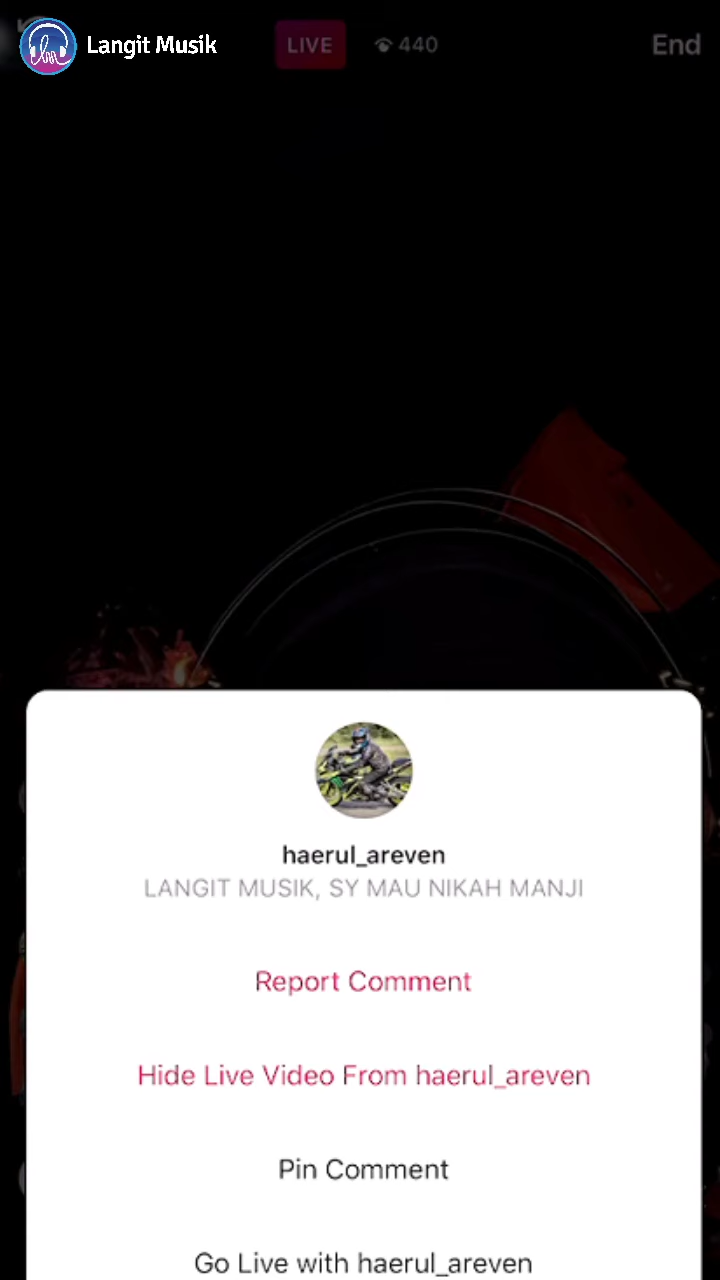 Langit Musik
LIVE
440
End
haerul_areven
LANGIT MUSIK, SY MAU NIKAH MANJI
Report Comment
Hide Live Video From haerul_areven
Pin Comment
Go Live with haerul_areven